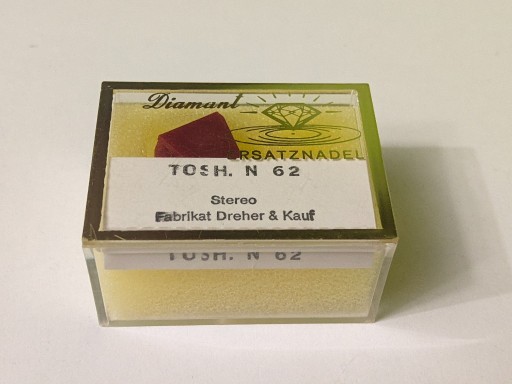 Diamant
ERSATZNADEL
TOSH. N 62
Stereo
Fabrikat Dreher & Kauf
TOSH. N 62